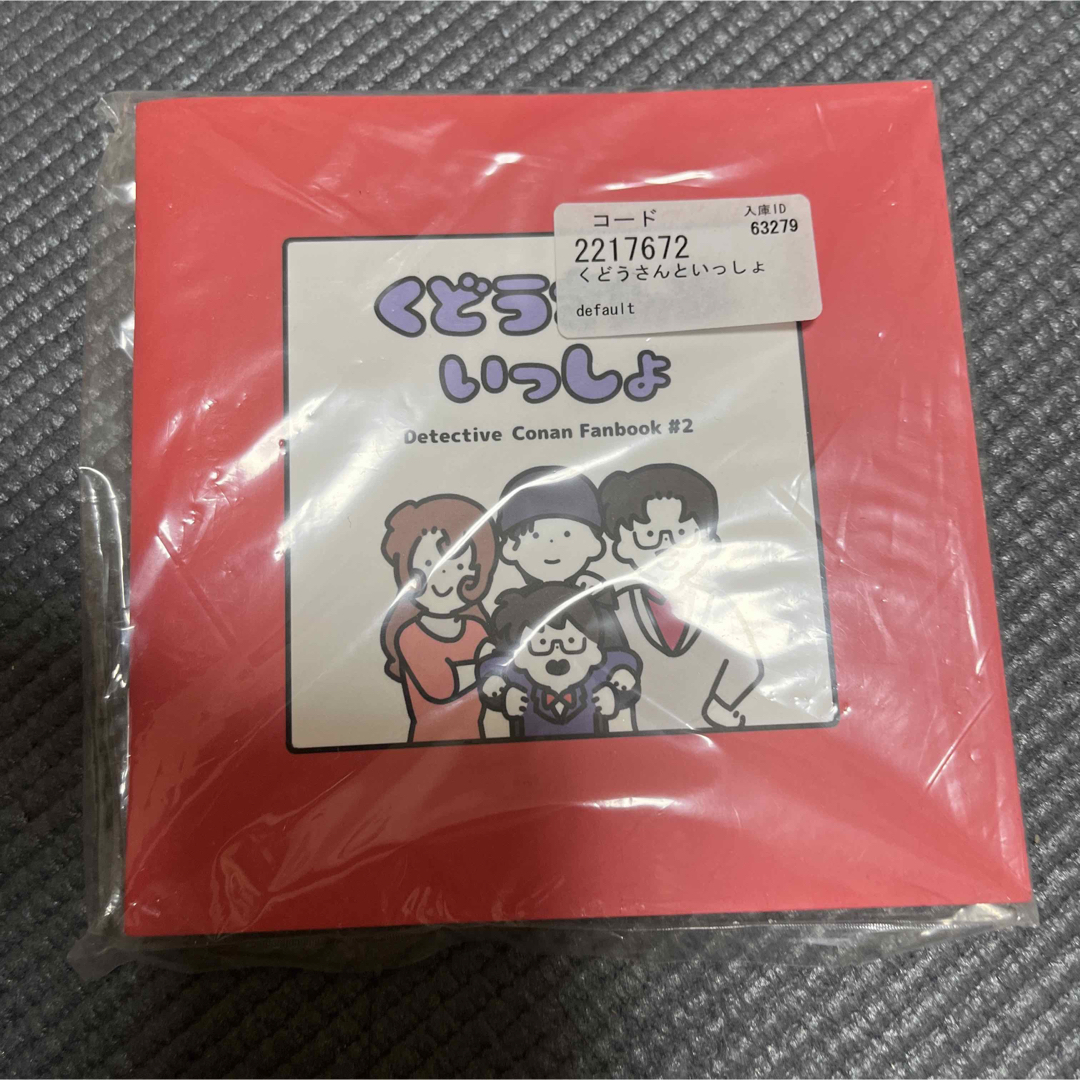 コード
入庫ID
2217672
63279
くどうさんといっしょ
default
くどう
いっしょ
Detective Conan Fanbook #2